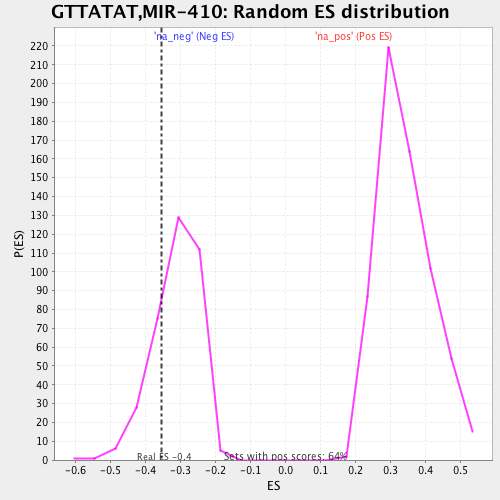 GTTATAT,MIR-410: Random ES distribution
'na_neg' (Neg ES)
'na_pos' (Pos ES)
220
210
200
190
180
170
160
150
140
130
120
110
100
90
80
70
60
50
40
30
20
10
0
P(ES)
Real ES -0.4
Sets with pos scores: 64%
-0.6 -0.5 -0.4 -0.3 -0.2 -0.1 0.0 0.1 0.2 0.3 0.4 0.5
ES